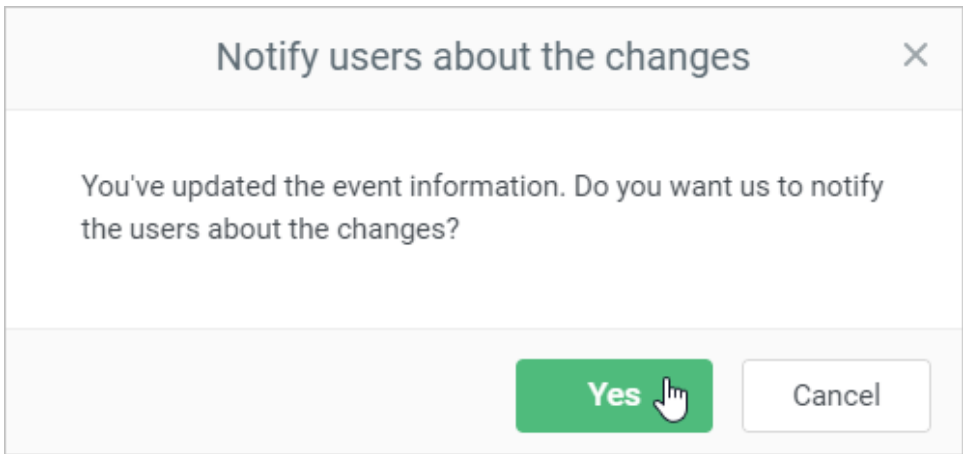 Notify users about the changes
You've updated the event information. Do you want us to notify
the users about the changes?
Yes
Cancel